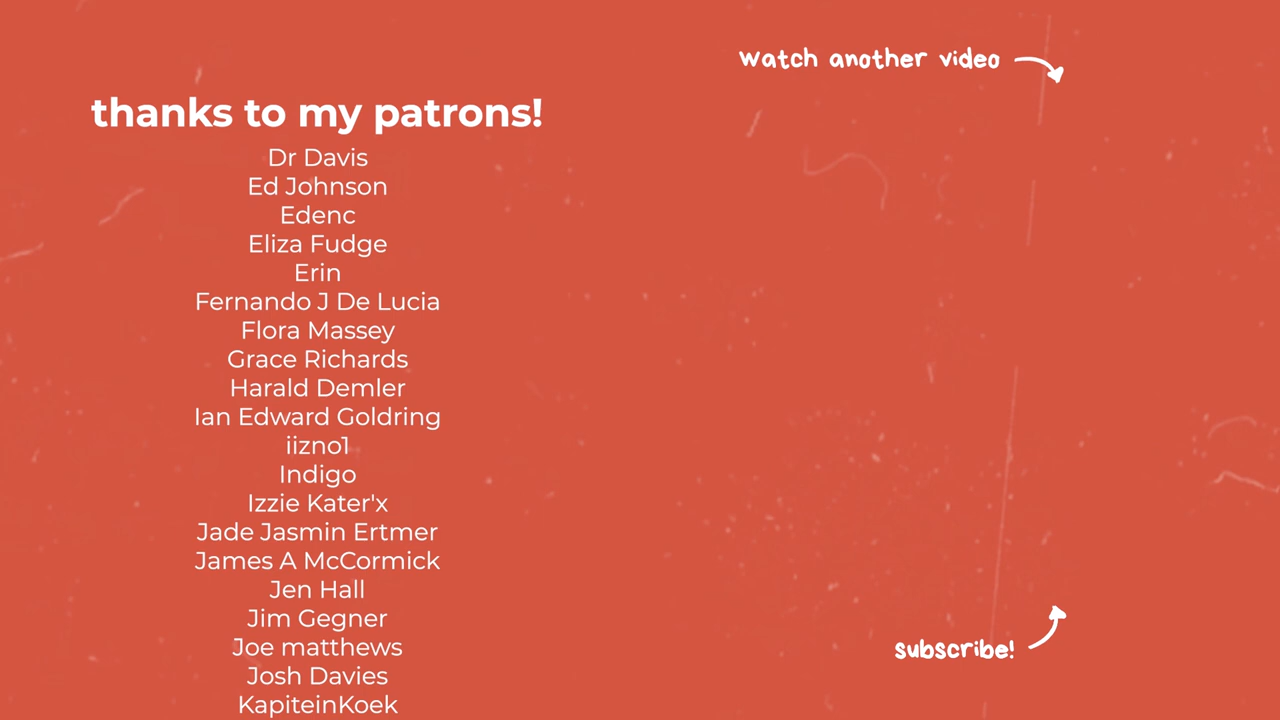 thanks to my patrons!
Dr Davis
Ed Johnson
Edenc
Eliza Fudge
Erin
Fernando J De Lucia
Flora Massey
Grace Richards
Harald Demler
Ian Edward Goldring
iizno1
Indigo
Izzie Kater'x
Jade Jasmin Ertmer
James A McCormick
Jen Hall
Jim Gegner
Joe matthews
Josh Davies
KapiteinKoek
watch another video
subscribe!